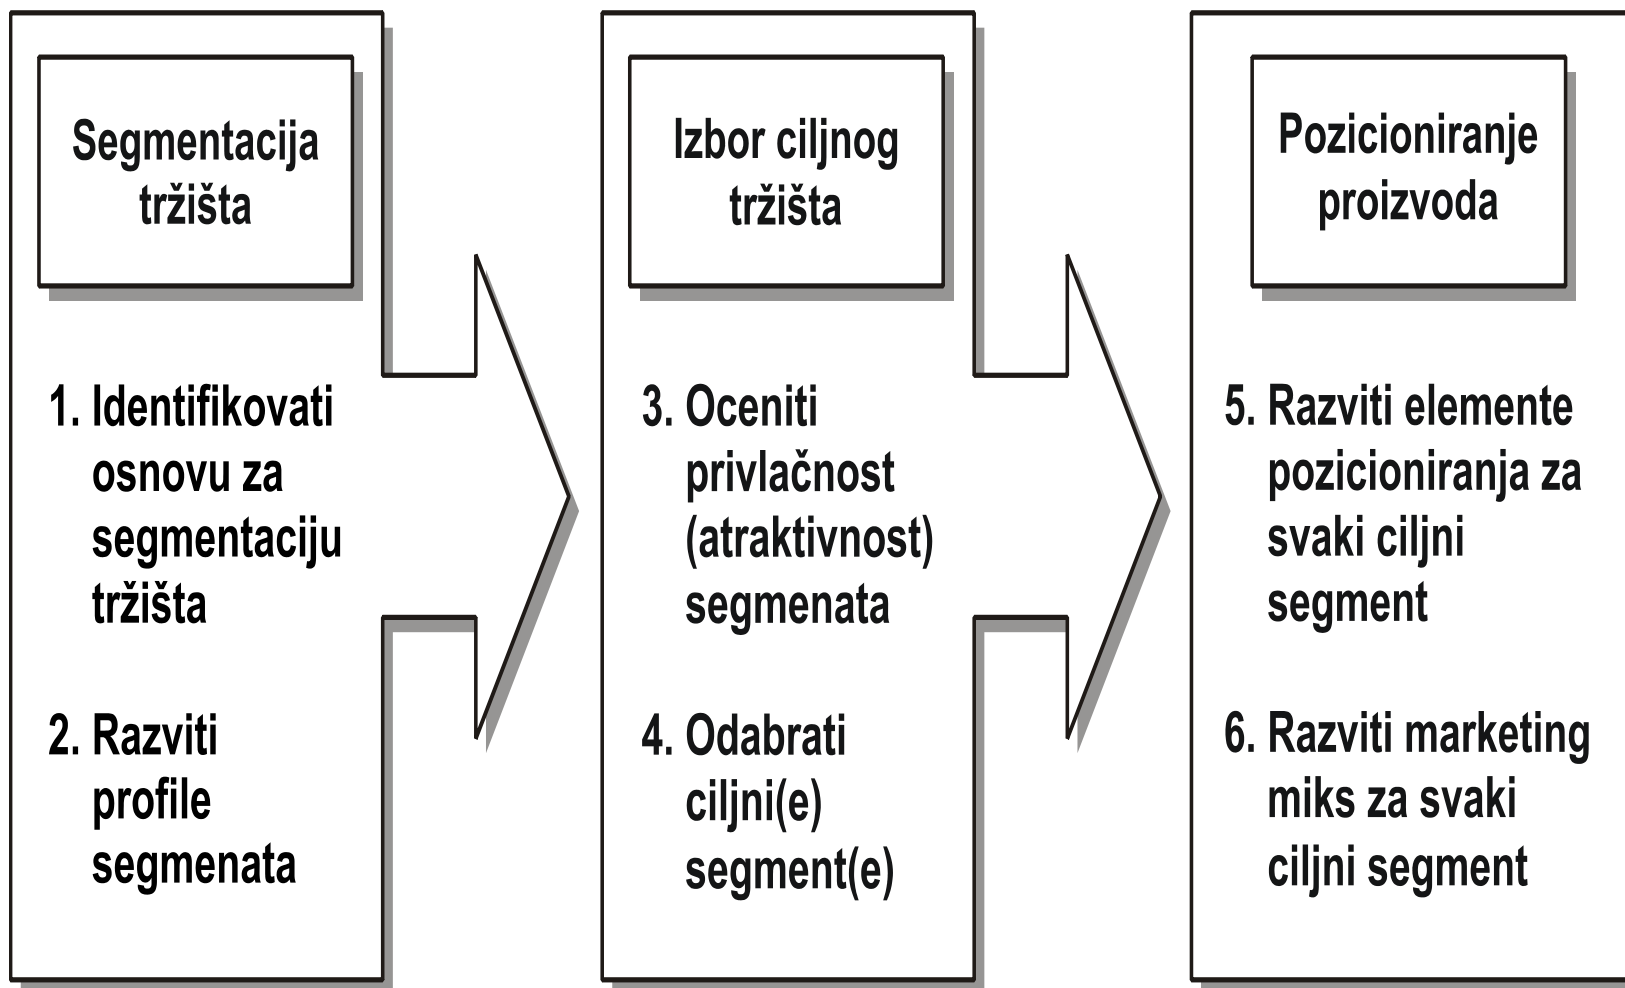 Segmentacija
tržišta
1. Identifikovati
osnovu za
segmentaciju
tržišta
2. Razviti
profile
segmenata
Izbor ciljnog
tržišta
3. Oceniti
privlačnost
(atraktivnost)
segmenata
4. Odabrati
ciljni(e)
segment(e)
Pozicioniranje
proizvoda
5. Razviti elemente
pozicioniranja za
svaki ciljni
segment
6. Razviti marketing
miks za svaki
ciljni segment